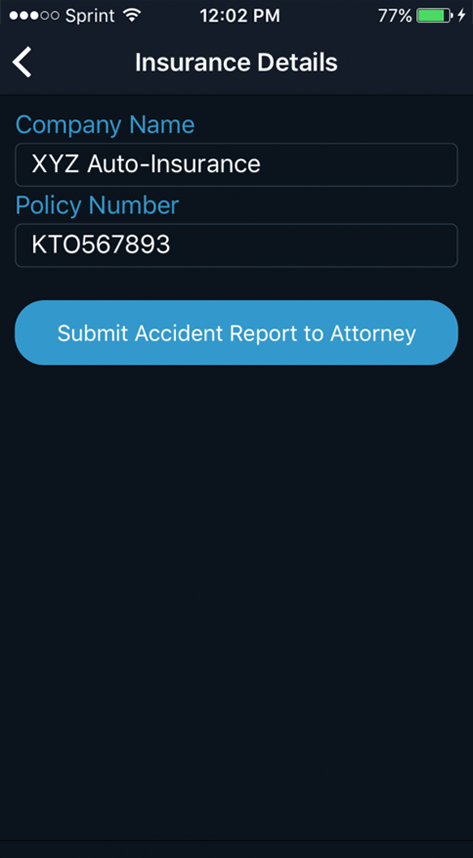 Sprint 12:02 PM 77%
Insurance Details
Company Name
XYZ Auto-Insurance
Policy Number
KTO567893
Submit Accident Report to Attorney